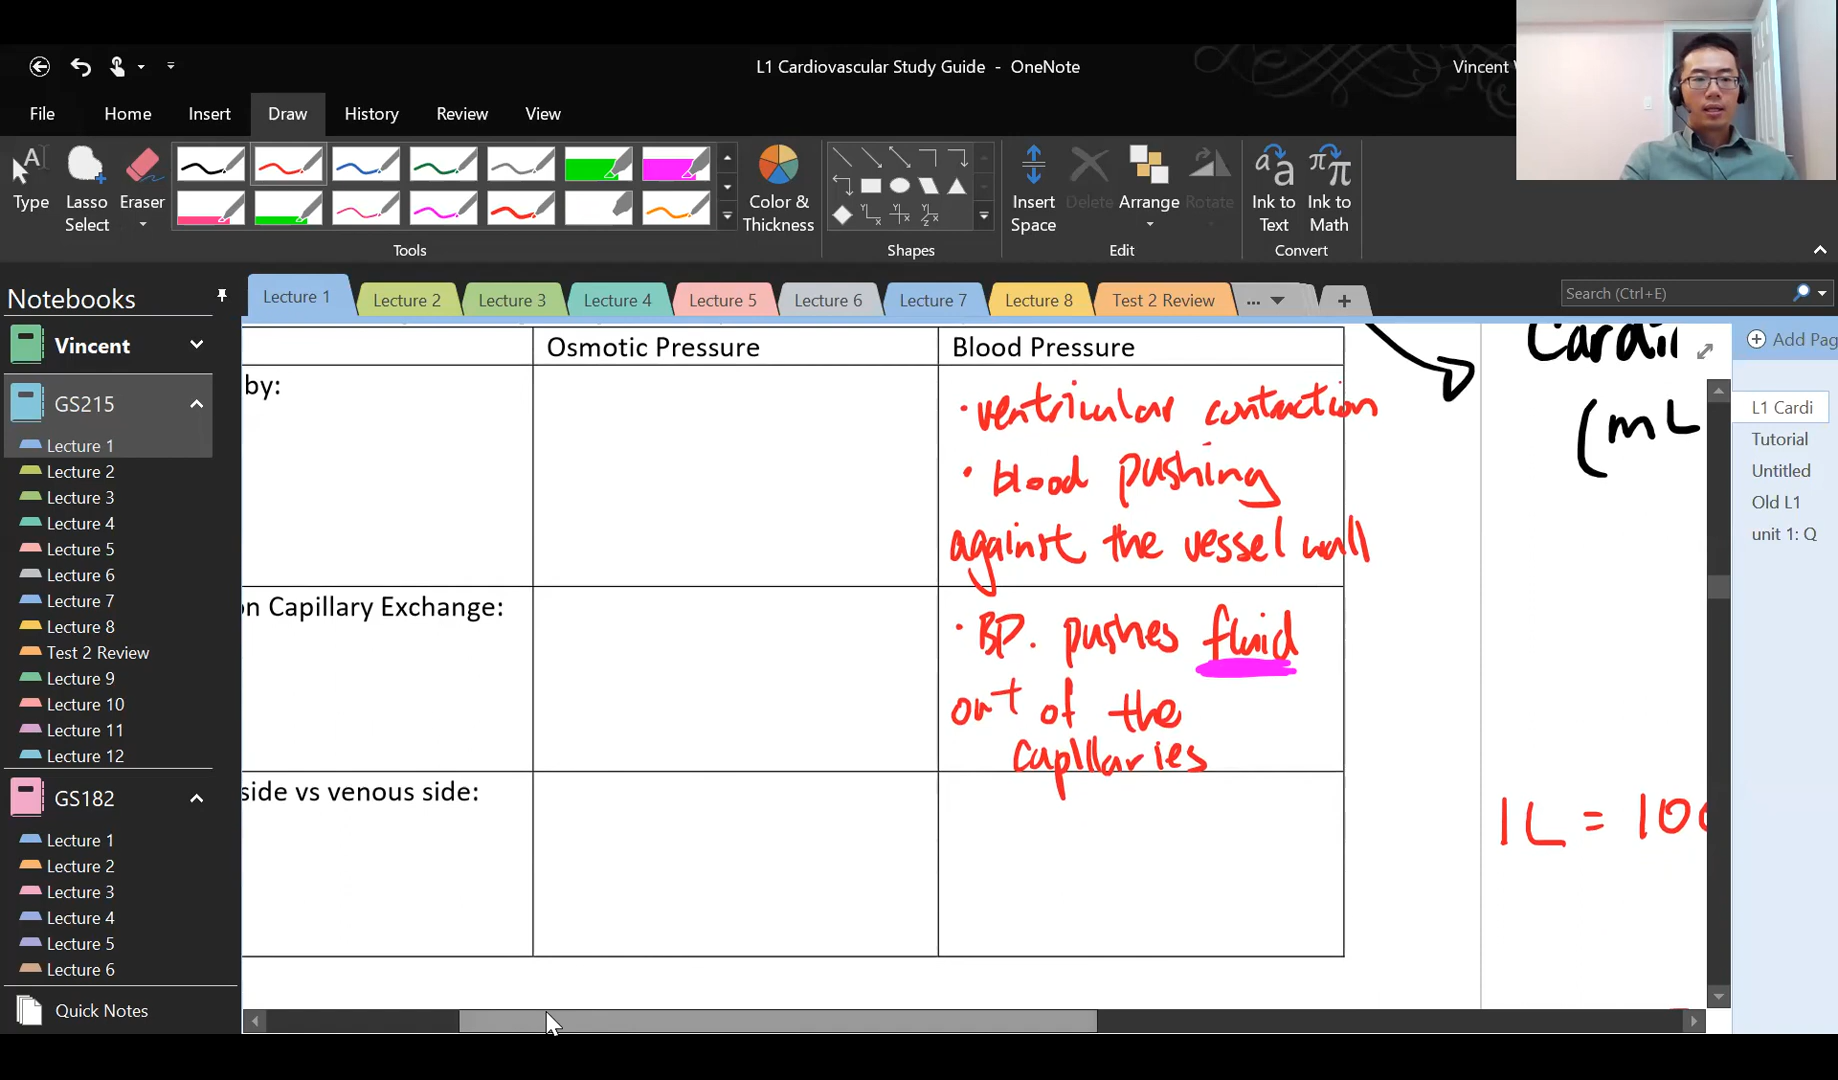 L1 Cardiovascular Study Guide - OneNote
Vincent
File
Home
Insert
Draw
History
Review
View
Type
Lasso Select
Eraser
Color & Thickness
Insert Space
Delete
Arrange
Rotate
Ink to Text
Ink to Math
Tools
Shapes
Edit
Convert
Notebooks
Lecture 1
Lecture 2
Lecture 3
Lecture 4
Lecture 5
Lecture 6
Lecture 7
Lecture 8
Test 2 Review
...
Search (Ctrl+E)
Vincent
GS215
Lecture 1
Lecture 2
Lecture 3
Lecture 4
Lecture 5
Lecture 6
Lecture 7
Lecture 8
Test 2 Review
Lecture 9
Lecture 10
Lecture 11
Lecture 12
GS182
Lecture 1
Lecture 2
Lecture 3
Lecture 4
Lecture 5
Lecture 6
Quick Notes
Osmotic Pressure
Blood Pressure
by:
• ventricular contraction
• blood pushing
against the vessel wall
on Capillary Exchange:
• BP. pushes fluid
out of the
capillaries
side vs venous side:
(mL
1L = 100
Add Pag
L1 Cardi
Tutorial
Untitled
Old L1
unit 1: Q